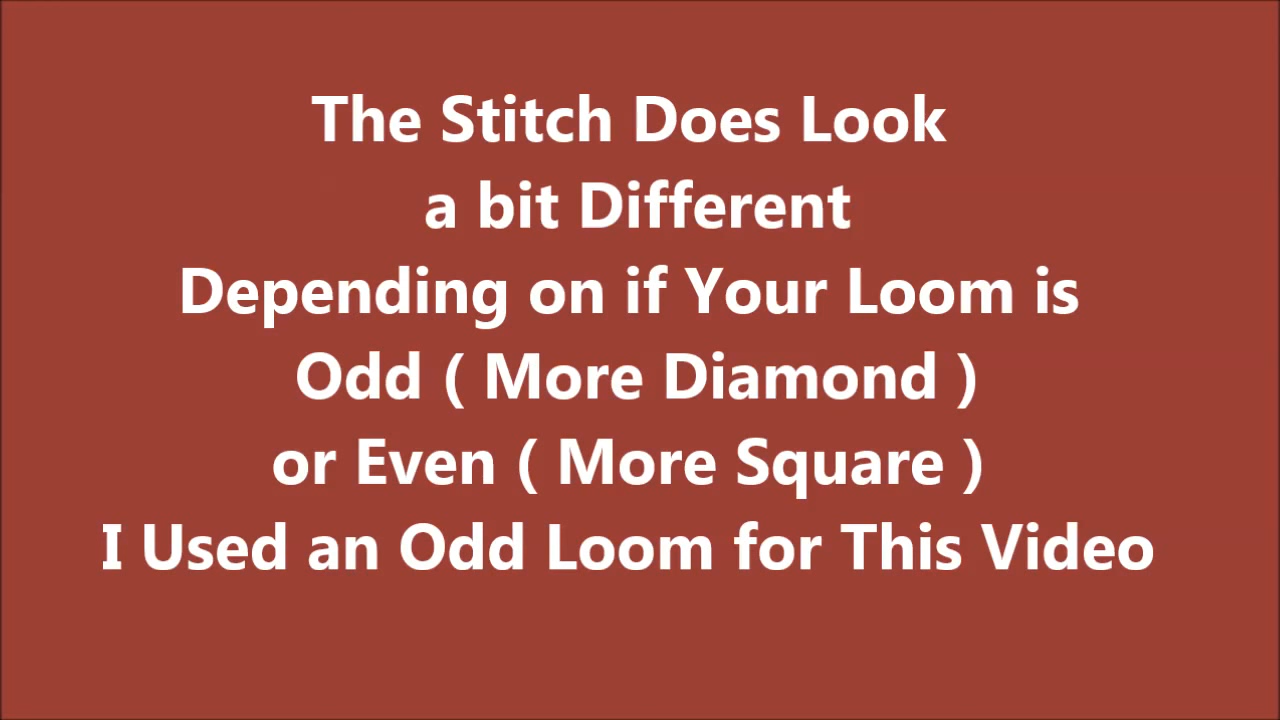 The Stitch Does Look
a bit Different
Depending on if Your Loom is
Odd ( More Diamond )
or Even ( More Square )
I Used an Odd Loom for This Video